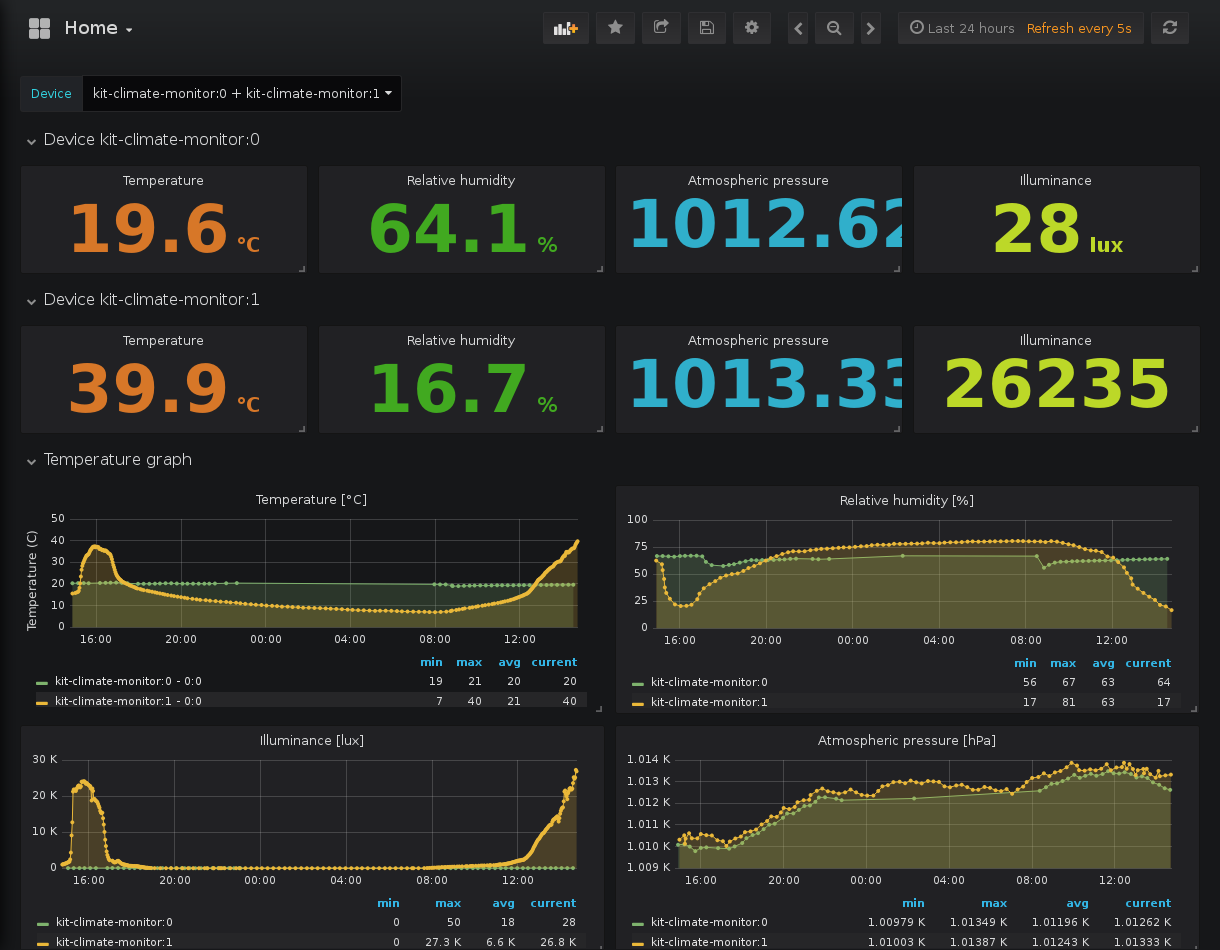 Home
Last 24 hours Refresh every 5s
Device kit-climate-monitor:0 + kit-climate-monitor:1
Device kit-climate-monitor:0
Temperature Relative humidity Atmospheric pressure Illuminance
19.6 °C 64.1 % 1012.62 28 lux
Device kit-climate-monitor:1
Temperature Relative humidity Atmospheric pressure Illuminance
39.9 °C 16.7 % 1013.33 26235
Temperature graph
Temperature [°C]
Temperature (C)
50
40
30
20
10
0
16:00 20:00 00:00 04:00 08:00 12:00
min max avg current
kit-climate-monitor:0 - 0:0 19 21 20 20
kit-climate-monitor:1 - 0:0 7 40 21 40
Relative humidity [%]
100
75
50
25
0
16:00 20:00 00:00 04:00 08:00 12:00
min max avg current
kit-climate-monitor:0 56 67 63 64
kit-climate-monitor:1 17 81 63 17
Illuminance [lux]
30 K
20 K
10 K
0
16:00 20:00 00:00 04:00 08:00 12:00
min max avg current
kit-climate-monitor:0 0 50 18 28
kit-climate-monitor:1 0 27.3 K 6.6 K 26.8 K
Atmospheric pressure [hPa]
1.014 K
1.013 K
1.012 K
1.011 K
1.010 K
1.009 K
16:00 20:00 00:00 04:00 08:00 12:00
min max avg current
kit-climate-monitor:0 1.00979 K 1.01349 K 1.01196 K 1.01262 K
kit-climate-monitor:1 1.01003 K 1.01387 K 1.01243 K 1.01333 K